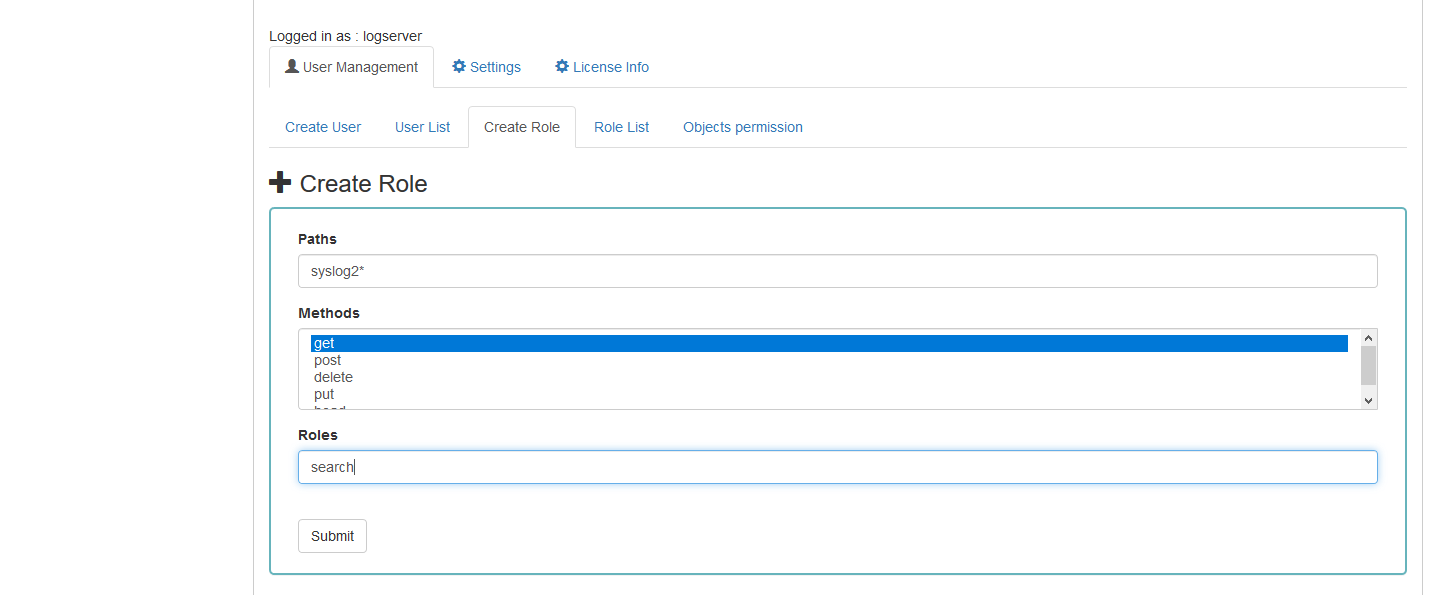 Logged in as : logserver
User Management Settings License Info
Create User User List Create Role Role List Objects permission
Create Role
Paths
syslog2*
Methods
get
post
delete
put
Roles
search
Submit